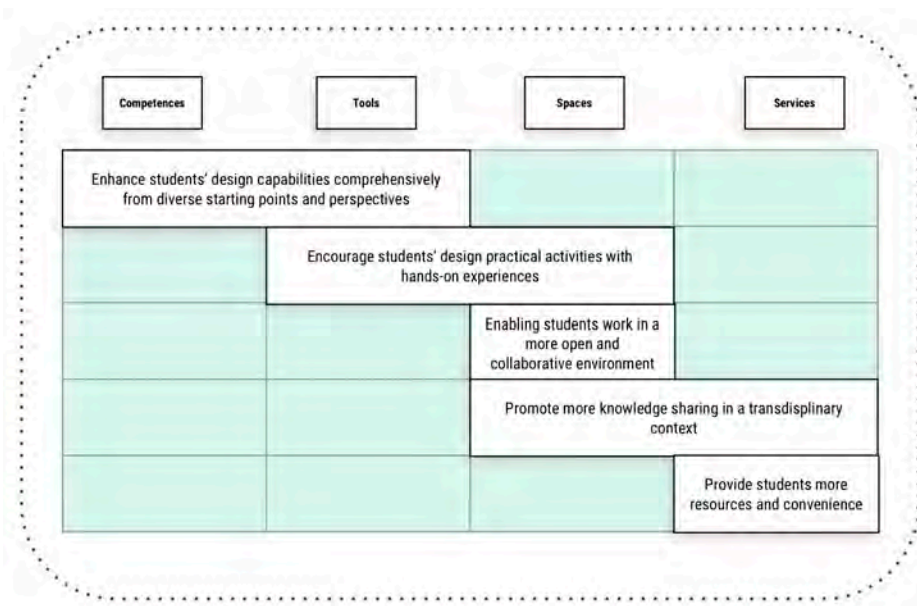 Competences
Tools
Spaces
Services
Enhance students' design capabilities comprehensively
from diverse starting points and perspectives
Encourage students' design practical activities with
hands-on experiences
Enabling students work in a
more open and
collaborative environment
Promote more knowledge sharing in a transdisplinary
context
Provide students more
resources and convenience